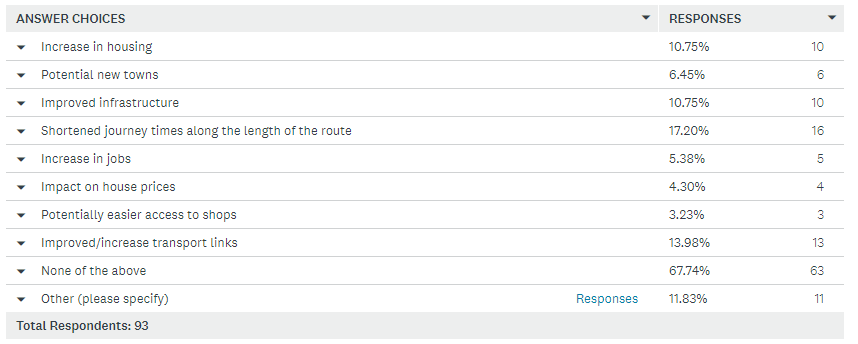 ANSWER CHOICES RESPONSES
Increase in housing 10.75% 10
Potential new towns 6.45% 6
Improved infrastructure 10.75% 10
Shortened journey times along the length of the route 17.20% 16
Increase in jobs 5.38% 5
Impact on house prices 4.30% 4
Potentially easier access to shops 3.23% 3
Improved/increase transport links 13.98% 13
None of the above 67.74% 63
Other (please specify) Responses 11.83% 11
Total Respondents: 93